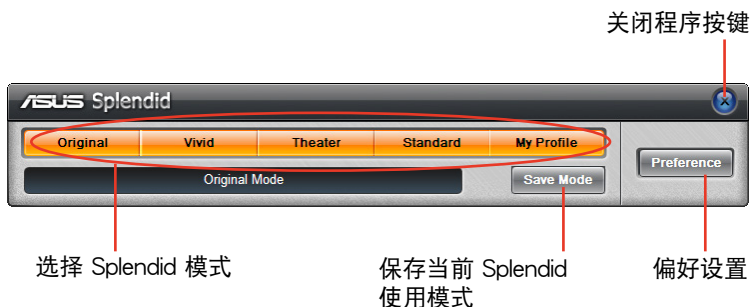 关闭程序按键
ASUS Splendid
Original Vivid Theater Standard My Profile
Preference
Original Mode Save Mode
选择 Splendid 模式
保存当前 Splendid
使用模式
偏好设置